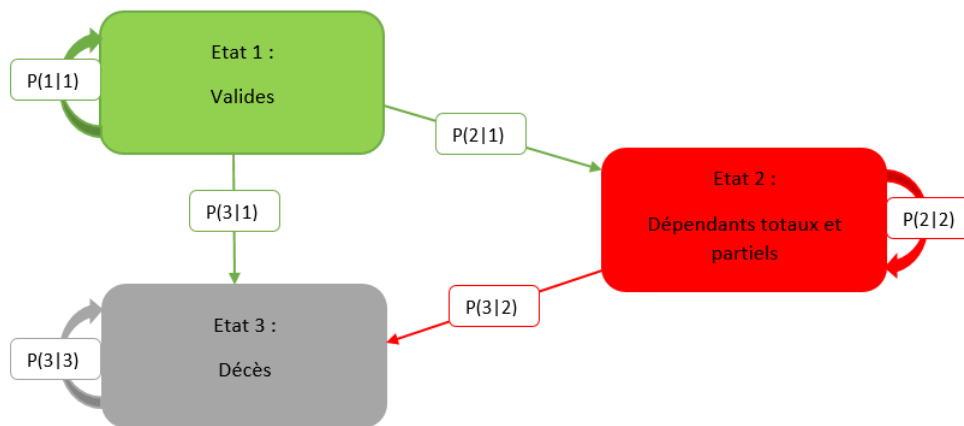 Etat 1 :
Valides
P(1|1)
P(2|1)
P(3|1)
Etat 2 :
Dépendants totaux et
partiels
P(2|2)
P(3|2)
Etat 3 :
Décès
P(3|3)